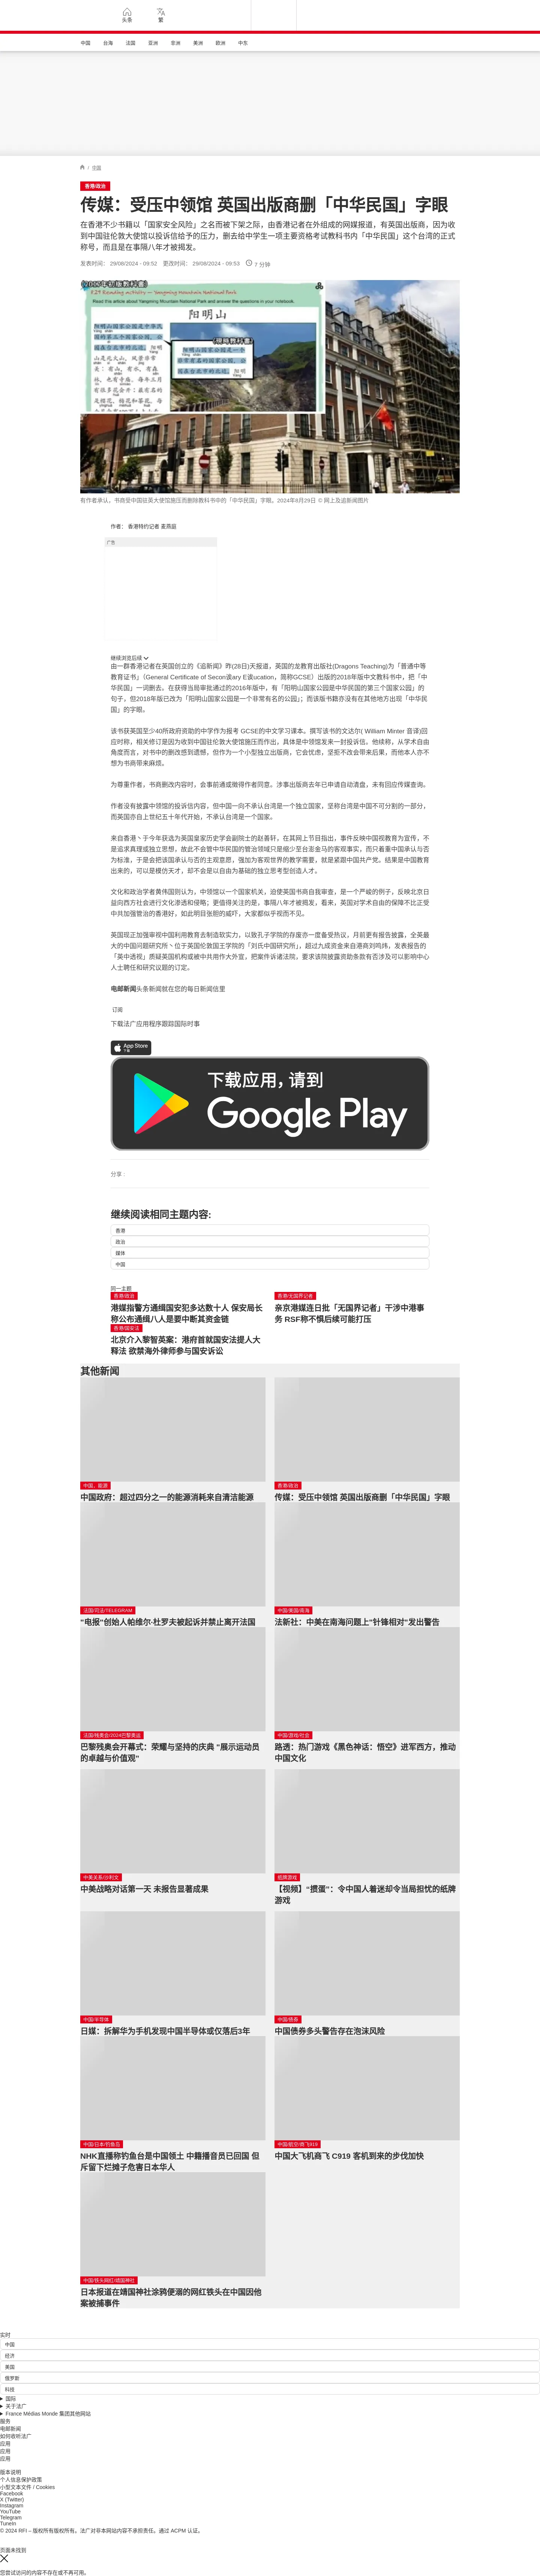 头条
繁
中国
台海
法国
亚洲
非洲
美洲
欧洲
中东
/ 中国
香港/政治
传媒：受压中领馆 英国出版商删「中华民国」字眼
在香港不少书籍以「国家安全风险」之名而被下架之际，由香港记者在外组成的网媒报道，有英国出版商，因为收
到中国驻伦敦大使馆以投诉信给予的压力，删去给中学生一项主要资格考试教科书内「中华民国」这个台湾的正式
称号，而且是在事隔八年才被揭发。
发表时间： 29/08/2024 - 09:52 更改时间： 29/08/2024 - 09:53 7 分钟
# 29 Reading activity — Yangming Mountain National Park
Read this article about Yangming Mountain National Park and answer the questions in your notebook.
阳明山
有作者承认，书商受中国驻英大使馆施压而删除教科书中的「中华民国」字眼。2024年8月29日 © 网上及追新闻图片
作者： 香港特约记者 麦燕庭
广告
继续浏览后续
由一群香港记者在英国创立的《追新闻》昨(28日)天报道，英国的龙教育出版社(Dragons Teaching)为「普通中等
教育证书」（General Certificate of Secon读ary E读ucation，简称GCSE）出版的2018年版中文教科书中，把「中
华民国」一词删去。在获得当局审批通过的2016年版中，有「阳明山国家公园是中华民国的第三个国家公园」的
句子，但2018年版已改为「阳明山国家公园是一个非常有名的公园」；而该版书籍亦没有在其他地方出现中华民
国的字眼。
该书获英国至少40所政府资助的中学作为报考 GCSE的中文学习课本。撰写该书的文达尔( William Minter 音译)回
应时称，相关修订是因为收到中国驻伦敦大使馆施压而作出，具体是中领馆发来一封投诉信。他续称，从学术自由
角度而言，对书中的删改感到遗憾，但作为一个小型独立出版商，它会忧虑，坚拒不改会带来后果，而他本人亦不
想为书商带来麻烦。
为尊重作者，书商删改内容时，会事前通或徵得作者同意。涉事出版商去年已申请自动清盘，未有回应传媒查询。
作者没有披露中领馆的投诉信内容，但中国一向不承认台湾是一个独立国家，坚称台湾是中国不可分割的一部分，
而英国亦自上世纪五十年代开始，不承认台湾是一个国家。
来自香港丶于今年获选为英国皇家历史学会副院士的赵善轩，在其网上节目指出，事件反映中国视教育为宣传，不
是追求真理或独立思想，故此不会管中华民国的管治领域只是缩少至台澎金马的客观事实，而只看重中国承认与否
为标准，于是会把该国承认与否的主观意愿，强加为客观世界的教学需要，就是紧跟中国共产党。结果是中国教育
出来的，可以是模仿天才，却不会是以自由为基础的独立思考型创造人才。
文化和政治学者黄伟国则认为，中领馆以一个国家机关，迫使英国书商自我审查，是一个严峻的例子，反映北京日
益向西方社会进行文化渗透和侵略；更值得关注的是，事隔八年才被揭发，看来，英国对学术自由的保障不比正受
中共加强管治的香港好，如此明目张胆的威吓，大家都似乎视而不见。
英国现正加强审视中国利用教育去制造软实力，以致孔子学院的存废亦一度备受热议，月前更有报告披露，全英最
大的中国问题研究所丶位于英国伦敦国王学院的「刘氏中国研究所」，超过九成资金来自港商刘鸣炜，发表报告的
「英中透视」质疑英国机构或被中共用作大外宣，把案件诉诸法院，要求该院披露资助条款有否涉及可以影响中心
人士聘任和研究议题的订定。
电邮新闻头条新闻就在您的每日新闻信里
订阅
下载法广应用程序跟踪国际时事
App Store
下载
下载应用，请到
Google Play
分享 :
继续阅读相同主题内容:
香港
政治
媒体
中国
同一主题
香港/政治
港媒指警方通缉国安犯多达数十人 保安局长
称公布通缉八人是要中断其资金链
香港/无国界记者
亲京港媒连日批「无国界记者」干涉中港事
务 RSF称不惧后续可能打压
香港/国安法
北京介入黎智英案：港府首就国安法提人大
释法 欲禁海外律师参与国安诉讼
其他新闻
中国、能源
中国政府：超过四分之一的能源消耗来自清洁能源
香港/政治
传媒：受压中领馆 英国出版商删「中华民国」字眼
法国/司法/TELEGRAM
"电报"创始人帕维尔·杜罗夫被起诉并禁止离开法国
中国/美国/南海
法新社：中美在南海问题上"针锋相对"发出警告
法国/残奥会/2024巴黎奥运
巴黎残奥会开幕式：荣耀与坚持的庆典 "展示运动员
的卓越与价值观"
中国/游戏/社会
路透：热门游戏《黑色神话：悟空》进军西方，推动
中国文化
中美关系/沙利文
中美战略对话第一天 未报告显著成果
纸牌游戏
【视频】"掼蛋"：令中国人着迷却令当局担忧的纸牌
游戏
中国/半导体
日媒：拆解华为手机发现中国半导体或仅落后3年
中国/债券
中国债券多头警告存在泡沫风险
中国/日本/钓鱼岛
NHK直播称钓鱼台是中国领土 中籍播音员已回国 但
斥留下烂摊子危害日本华人
中国/航空/商飞919
中国大飞机商飞 C919 客机到来的步伐加快
中国/铁头网红/靖国神社
日本报道在靖国神社涂鸦便溺的网红铁头在中国因他
案被捕事件
实时
中国
经济
美国
俄罗斯
科技
国际
关于法广
France Médias Monde 集团其他网站
服务
电邮新闻
如何收听法广
应用
应用
应用
版本说明
个人信息保护政策
小型文本文件 / Cookies
Facebook
X (Twitter)
Instagram
YouTube
Telegram
TuneIn
© 2024 RFI – 版权所有版权所有。法广对非本网站内容不承担责任。通过 ACPM 认证。
页面未找到
您尝试访问的内容不存在或不再可用。